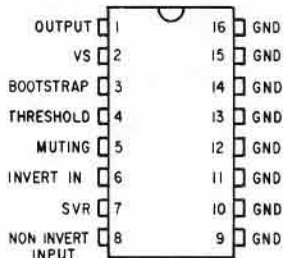 OUTPUT 1 16 GND
VS 2 15 GND
BOOTSTRAP 3 14 GND
THRESHOLD 4 13 GND
MUTING 5 12 GND
INVERT IN 6 11 GND
SVR 7 10 GND
NON INVERT 8 9 GND
INPUT